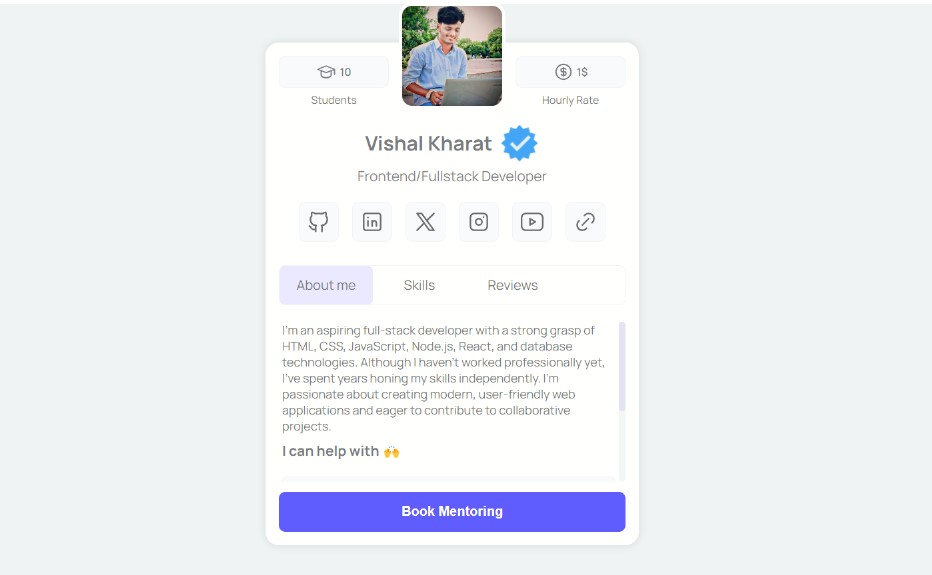 10
1$
Students
Hourly Rate
Vishal Kharat
Frontend/Fullstack Developer
in
About me Skills Reviews
I'm an aspiring full-stack developer with a strong grasp of
HTML, CSS, JavaScript, Node.js, React, and database
technologies. Although I haven't worked professionally yet,
I've spent years honing my skills independently. I'm
passionate about creating modern, user-friendly web
applications and eager to contribute to collaborative
projects.
I can help with 🙌
Book Mentoring